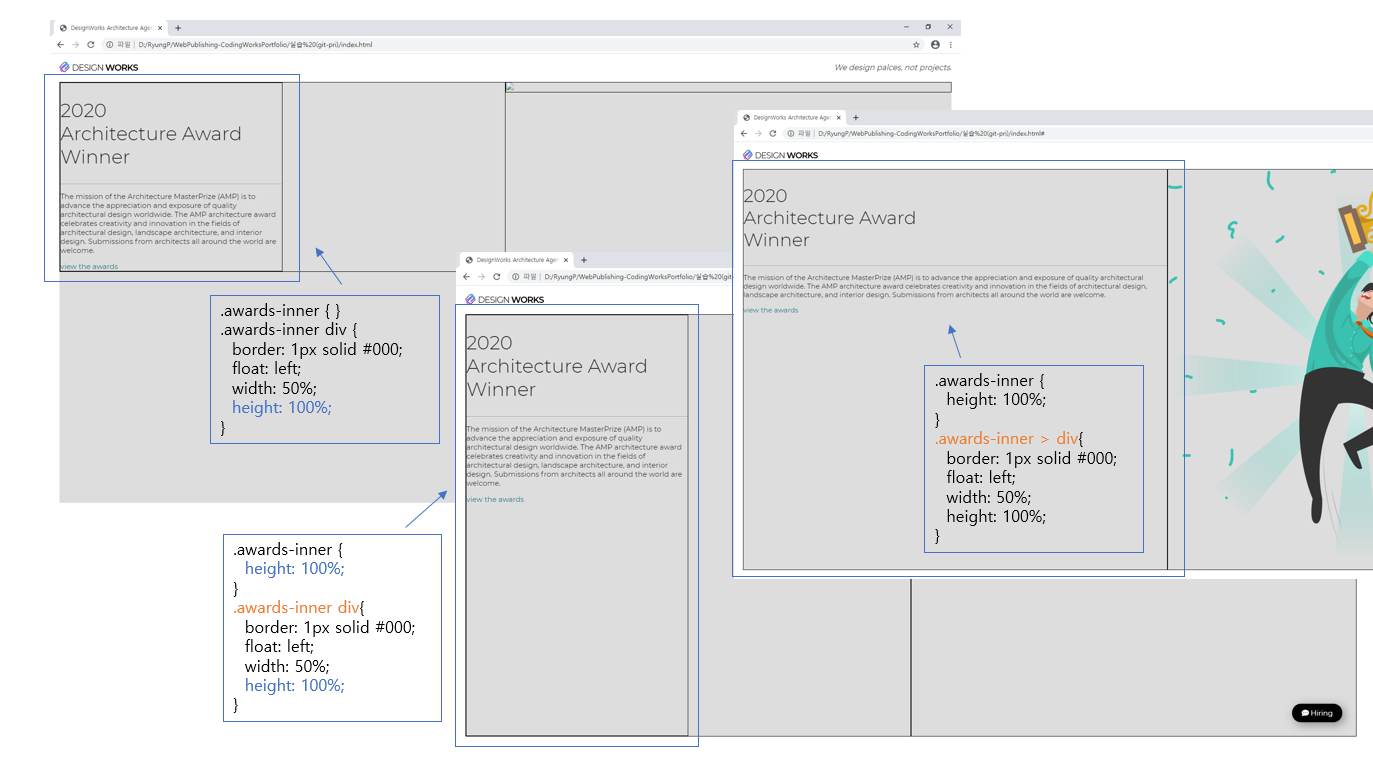 DesignWorks Architecture Age
파일 | D:/RyungP/WebPublishing-CodingWorksPortfolio/실습%20(git-pri)/index.html
DESIGN WORKS
We design palces, not projects.
2020
Architecture Award
Winner
The mission of the Architecture MasterPrize (AMP) is to
advance the appreciation and exposure of quality
architectural design worldwide. The AMP architecture award
celebrates creativity and innovation in the fields of
architectural design, landscape architecture, and interior
design. Submissions from architects all around the world are
welcome.
view the awards
.awards-inner { }
.awards-inner div {
border: 1px solid #000;
float: left;
width: 50%;
height: 100%;
}
DesignWorks Architecture Age
파일 | D:/RyungP/WebPublishing-CodingWorksPortfolio/실습%20(git-
DESIGN WORKS
2020
Architecture Award
Winner
The mission of the Architecture MasterPrize (AMP) is to
advance the appreciation and exposure of quality
architectural design worldwide. The AMP architecture award
celebrates creativity and innovation in the fields of
architectural design, landscape architecture, and interior
design. Submissions from architects all around the world are
welcome.
view the awards
.awards-inner {
height: 100%;
}
.awards-inner div{
border: 1px solid #000;
float: left;
width: 50%;
height: 100%;
}
DesignWorks Architecture Age
파일 | D:/RyungP/WebPublishing-CodingWorksPortfolio/실습%20(git-pri)/index.html#
DESIGN WORKS
2020
Architecture Award
Winner
The mission of the Architecture MasterPrize (AMP) is to advance the appreciation and exposure of quality architectural
design worldwide. The AMP architecture award celebrates creativity and innovation in the fields of architectural design,
landscape architecture, and interior design. Submissions from architects all around the world are welcome.
view the awards
.awards-inner {
height: 100%;
}
.awards-inner > div{
border: 1px solid #000;
float: left;
width: 50%;
height: 100%;
}
Hiring